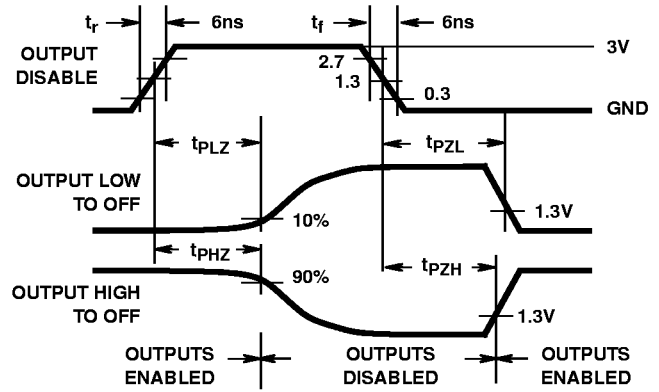 tr
6ns
tf
6ns
OUTPUT
DISABLE
2.7
1.3
0.3
3V
GND
tPLZ
tPZL
OUTPUT LOW
TO OFF
10%
1.3V
tPHZ
tPZH
90%
OUTPUT HIGH
TO OFF
1.3V
OUTPUTS
ENABLED
OUTPUTS
DISABLED
OUTPUTS
ENABLED